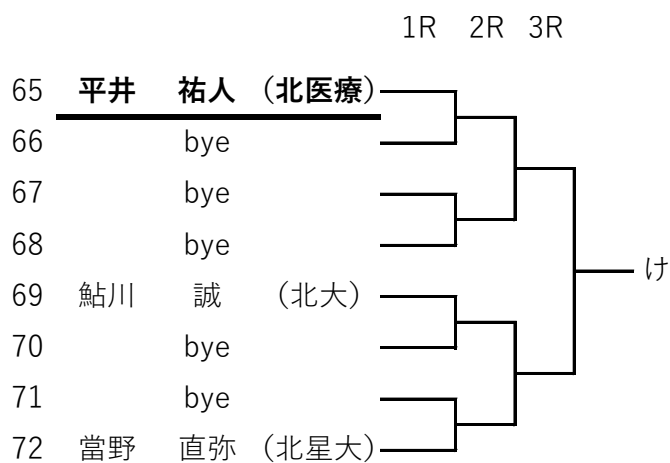 1R 2R 3R
65 平井 祐人 (北医療)
66 bye
67 bye
68 bye
け
69 鮎川 誠 (北大)
70 bye
71 bye
72 當野 直弥 (北星大)